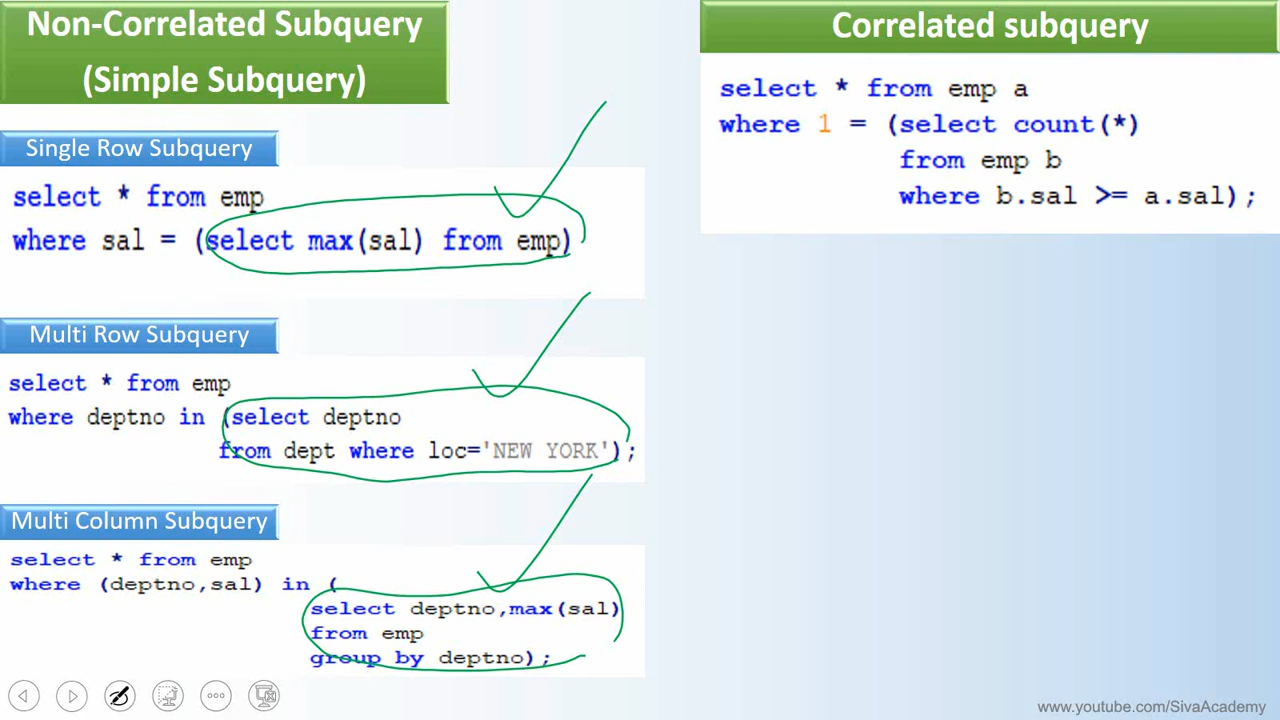 Non-Correlated Subquery
(Simple Subquery)
Single Row Subquery
select * from emp
where sal = (select max(sal) from emp)
Multi Row Subquery
select * from emp
where deptno in (select deptno
from dept where loc='NEW YORK');
Multi Column Subquery
select * from emp
where (deptno,sal) in (
select deptno,max(sal)
from emp
group by deptno);
Correlated subquery
select * from emp a
where 1 = (select count(*)
from emp b
where b.sal >= a.sal);
www.youtube.com/SivaAcademy